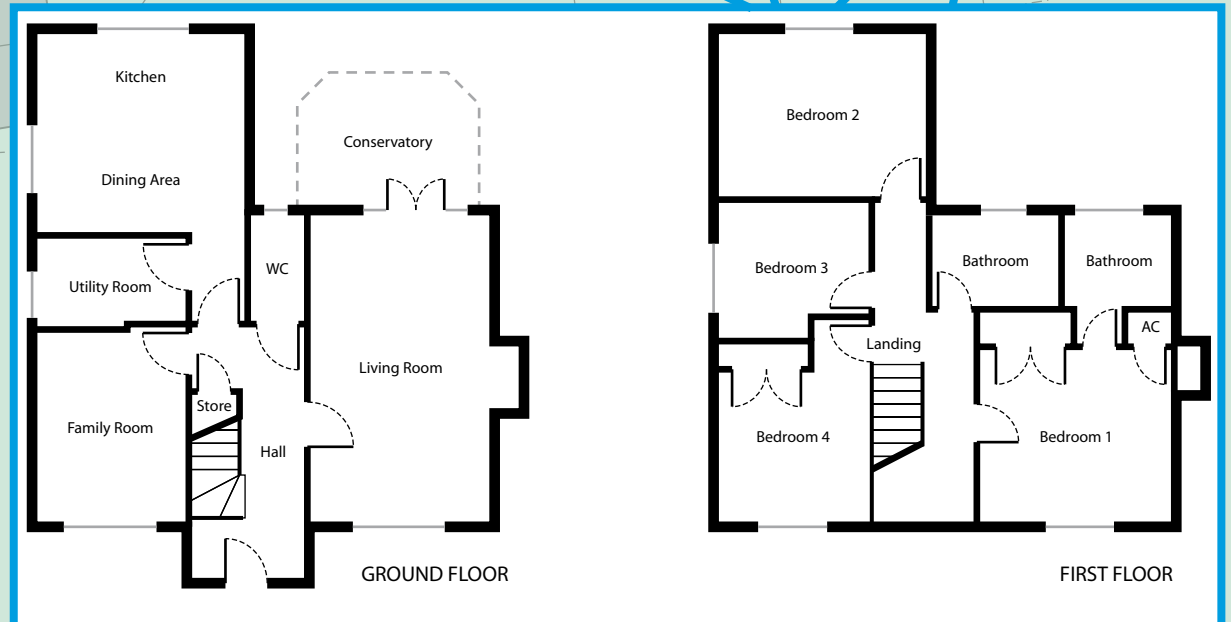 Kitchen
Conservatory
Dining Area
WC
Utility Room
Living Room
Store
Family Room
Hall
GROUND FLOOR
Bedroom 2
Bathroom
Bathroom
Bedroom 3
AC
Landing
Bedroom 4
Bedroom 1
FIRST FLOOR